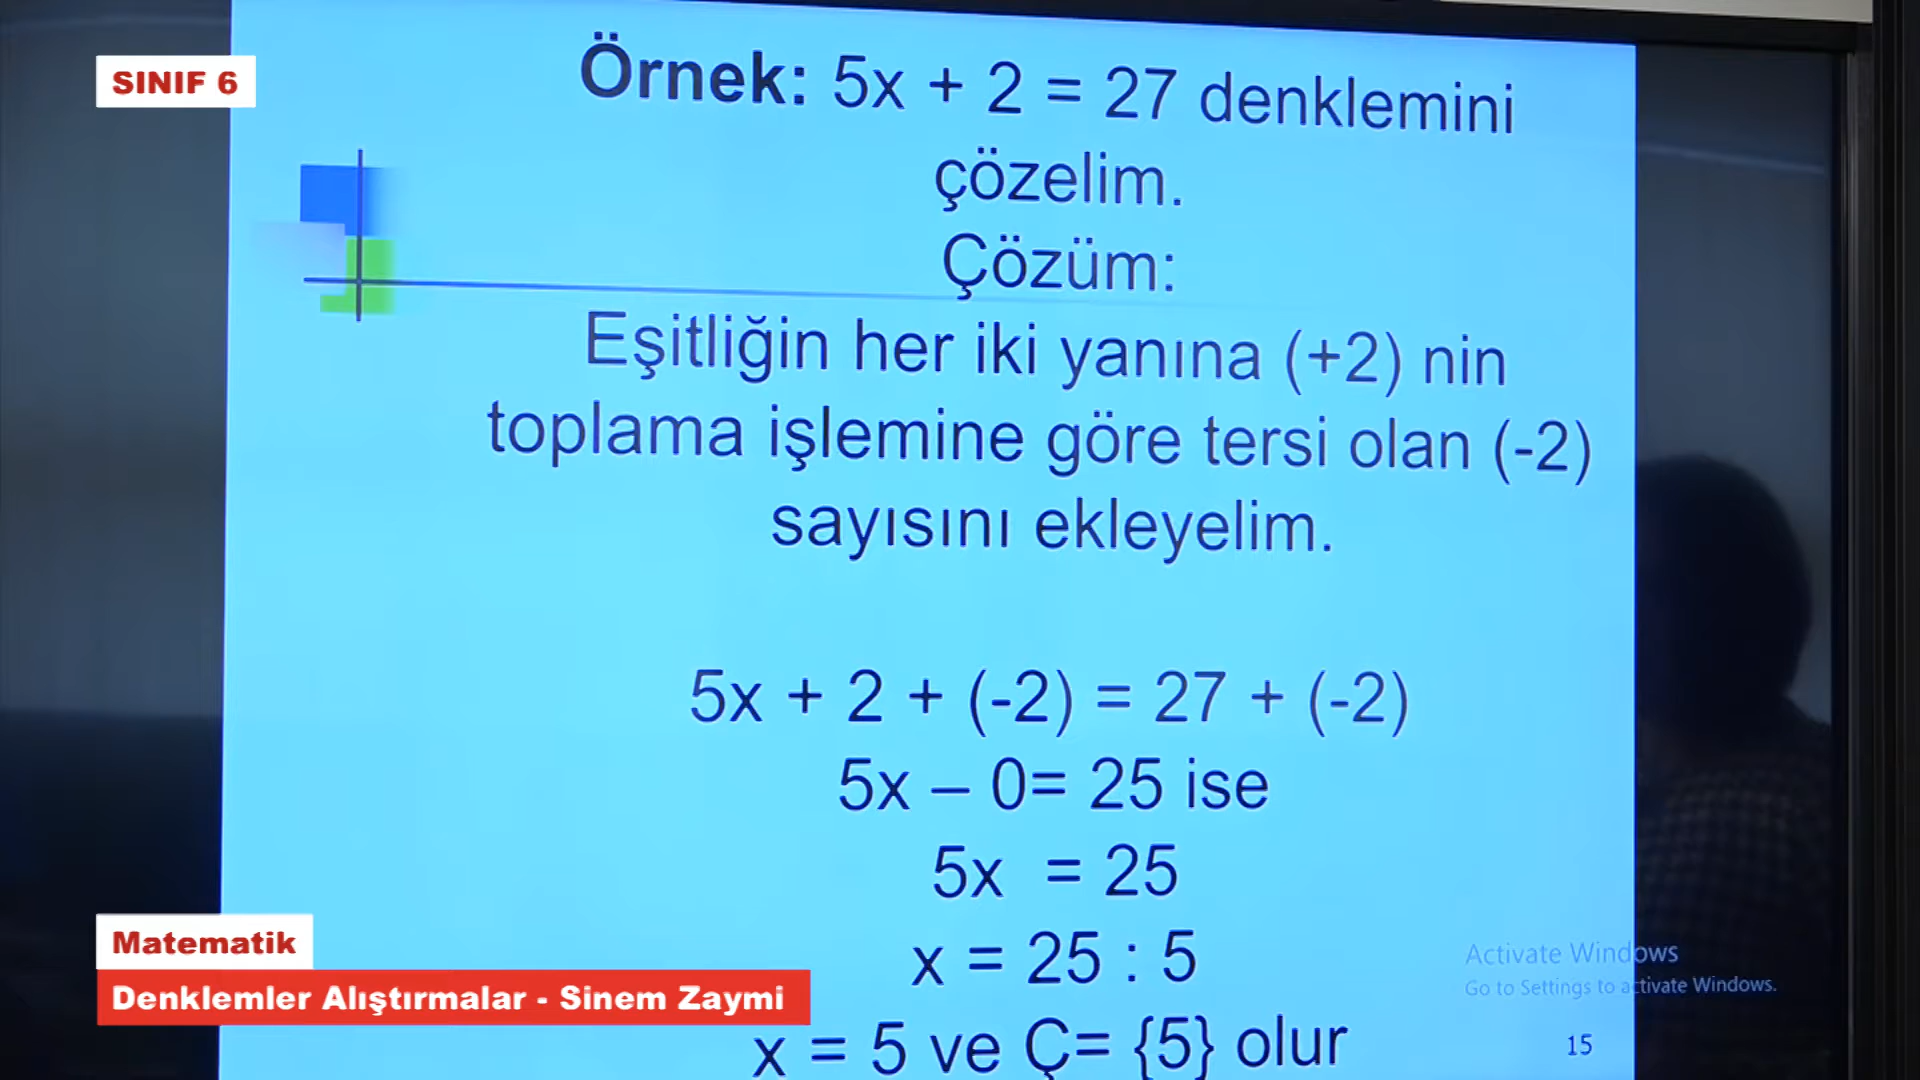 SINIF 6
Örnek: 5x + 2 = 27 denklemini
çözelim.
Çözüm:
Eşitliğin her iki yanına (+2) nin
toplama işlemine göre tersi olan (-2)
sayısını ekleyelim.
5x + 2 + (-2) = 27 + (-2)
5x – 0= 25 ise
5x = 25
x = 25 : 5
x = 5 ve Ç= {5} olur
Matematik
Denklemler Alıştırmalar - Sinem Zaymi
Activate Windows
Go to Settings to activate Windows.
15